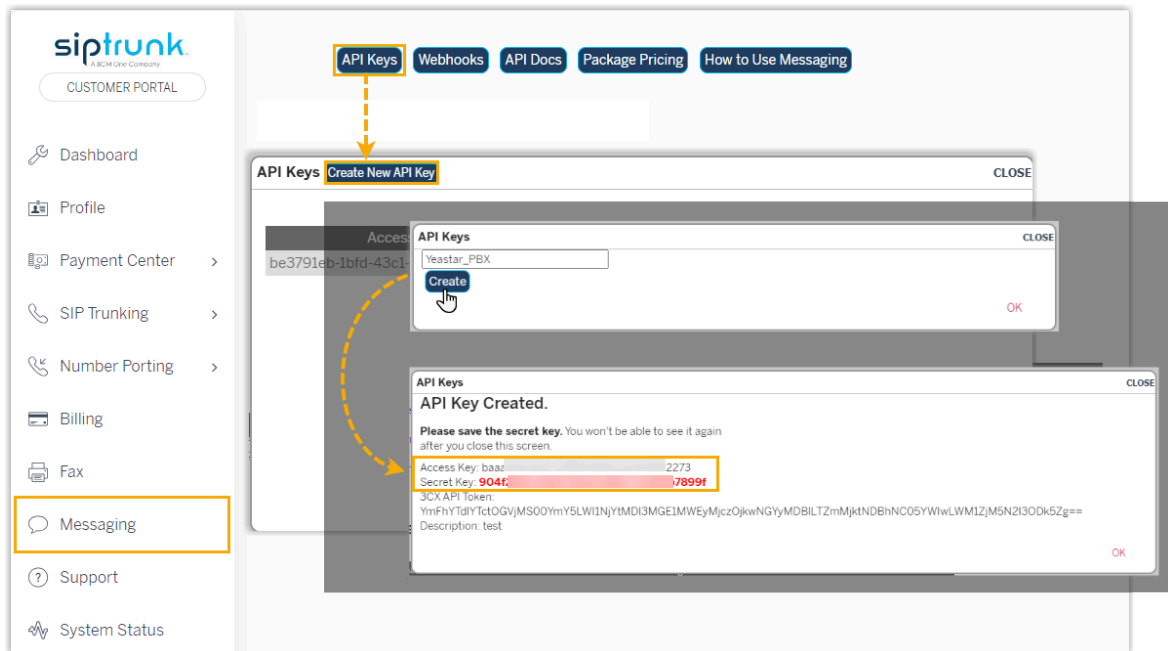 siptrunk
A BCM One Company
CUSTOMER PORTAL
API Keys
Webhooks
API Docs
Package Pricing
How to Use Messaging
Dashboard
Profile
Payment Center
SIP Trunking
Number Porting
Billing
Fax
Messaging
Support
System Status
API Keys Create New API Key CLOSE
Acces
be3791eb-1bfd-43c1-
API Keys CLOSE
Yeastar_PBX
Create
OK
API Keys CLOSE
API Key Created.
Please save the secret key. You won't be able to see it again
after you close this screen.
Access Key: baaa 2273
Secret Key: 904f 7899f
3CX API Token:
YmFhYTdlYTctOGVjMS00YmY5LWI1NjYtMDI3MGE1MWEyMjczOjkwNGYyMDBlLTZmMjktNDBhNC05YWIwLWM1ZjM5N2I3ODk5Zg==
Description: test
OK